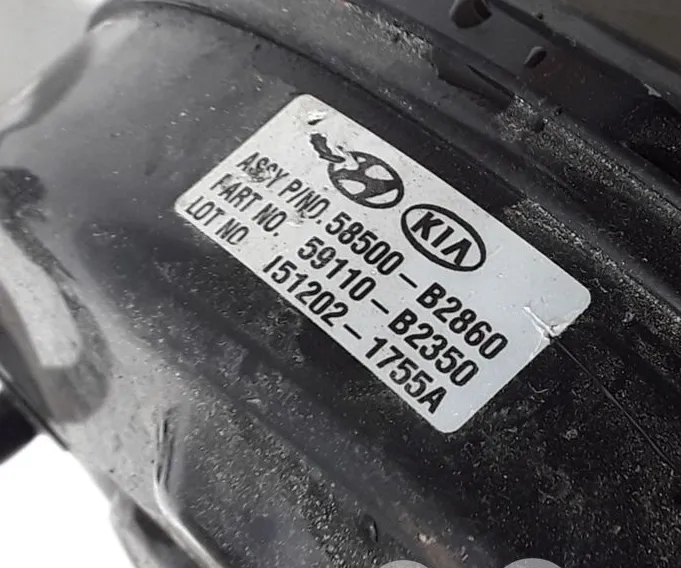 KIA
ASSY P/NO. 58500-B2860
PART NO. 59110-B2350
LOT NO 151202-1755A